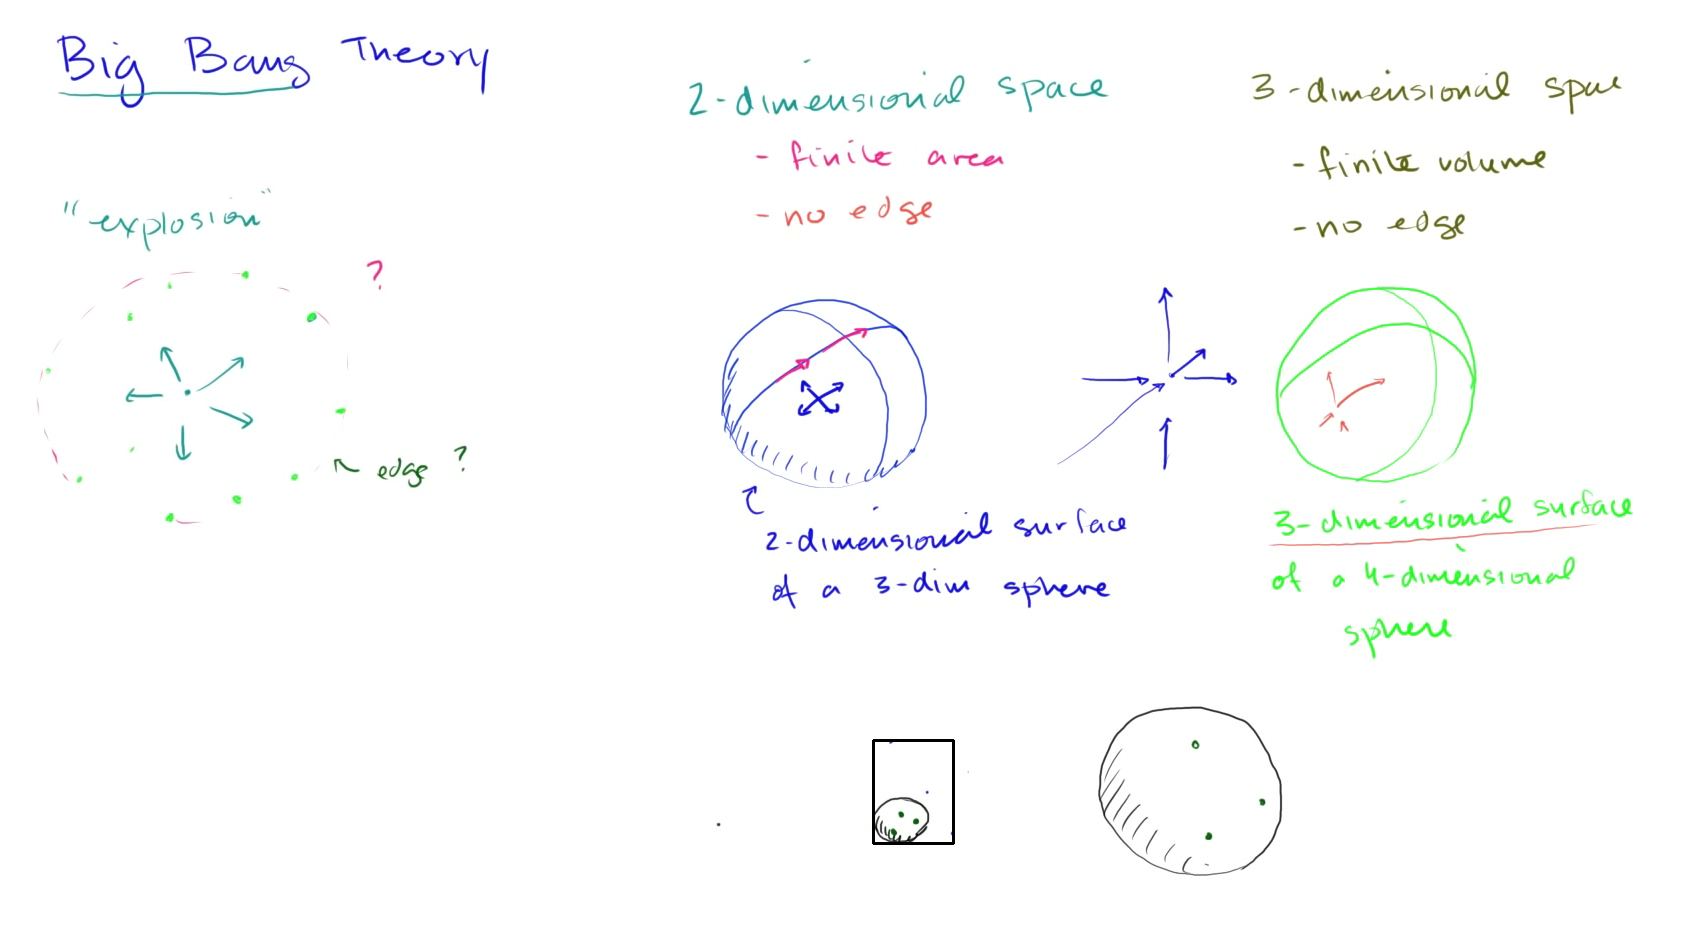 Big Bang Theory
"explosion"
?
edge ?
2-dimensional space
- finite area
- no edge
2-dimensional surface
of a 3-dim sphere
3-dimensional space
- finite volume
- no edge
3-dimensional surface
of a 4-dimensional
sphere